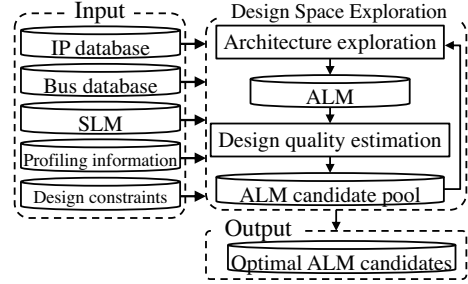 Input
IP database
Bus database
SLM
Profiling information
Design constraints
Design Space Exploration
Architecture exploration
ALM
Design quality estimation
ALM candidate pool
Output
Optimal ALM candidates